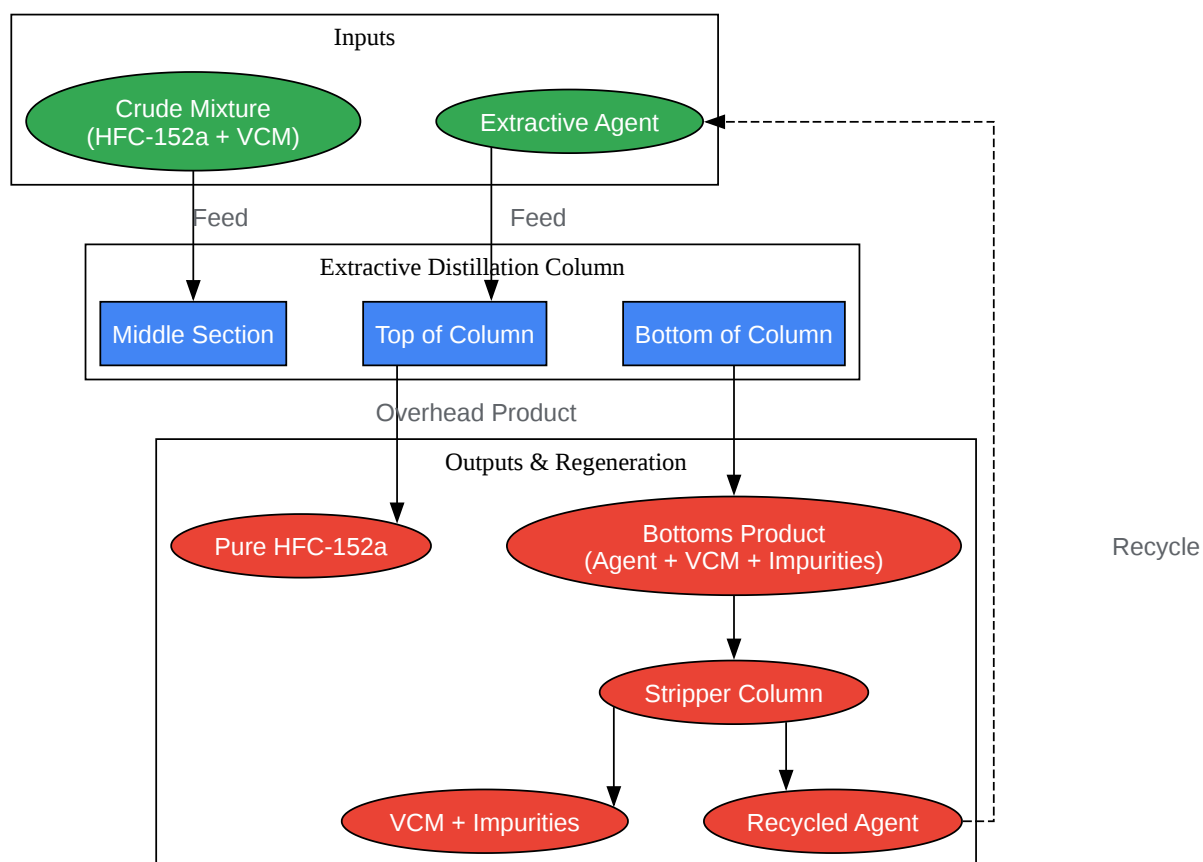 Inputs
Crude Mixture
(HFC-152a + VCM)
Extractive Agent
Feed
Feed
Extractive Distillation Column
Middle Section
Top of Column
Bottom of Column
Overhead Product
Outputs & Regeneration
Pure HFC-152a
Bottoms Product
(Agent + VCM + Impurities)
Recycle
Stripper Column
VCM + Impurities
Recycled Agent